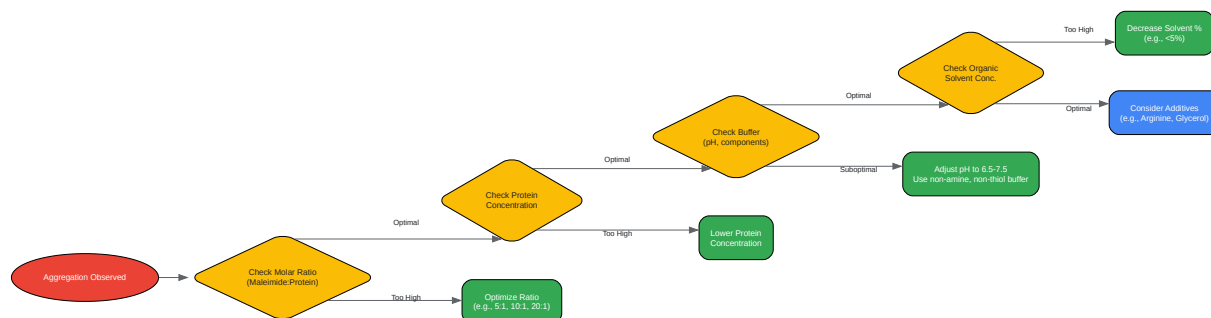 Aggregation Observed
Check Molar Ratio
(Maleimide:Protein)
Too High
Optimize Ratio
(e.g., 5:1, 10:1, 20:1)
Optimal
Check Protein
Concentration
Too High
Lower Protein
Concentration
Optimal
Check Buffer
(pH, components)
Suboptimal
Adjust pH to 6.5-7.5
Use non-amine, non-thiol buffer
Optimal
Check Organic
Solvent Conc.
Too High
Decrease Solvent %
(e.g., <5%)
Optimal
Consider Additives
(e.g., Arginine, Glycerol)